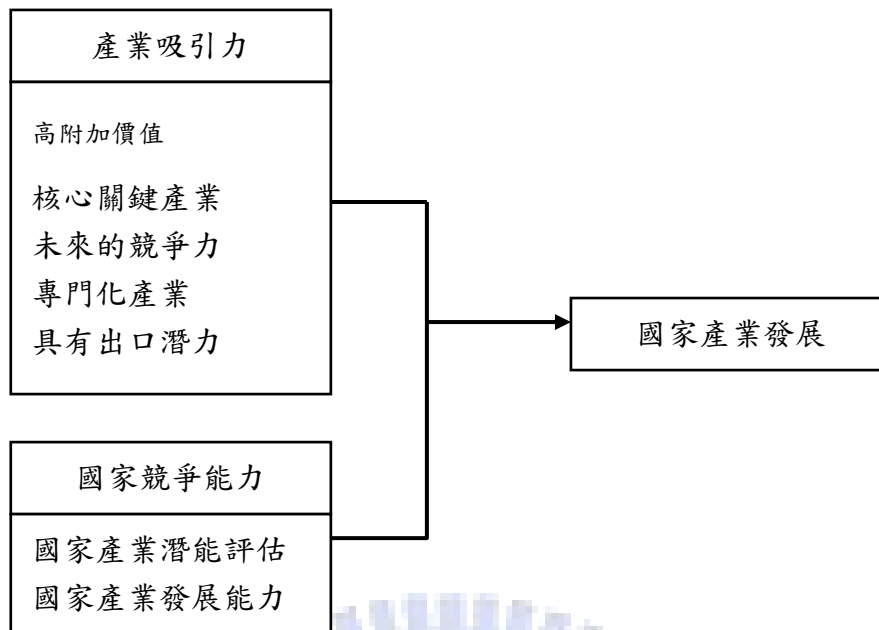 產業吸引力
高附加價值
核心關鍵產業
未來的競爭力
專門化產業
具有出口潛力
國家產業發展
國家競爭能力
國家產業潛能評估
國家產業發展能力